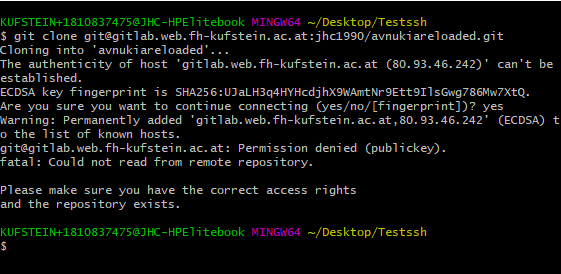 KUFSTEIN+1810837475@JHC-HPElitebook MINGW64 ~/Desktop/Testssh
$ git clone git@gitlab.web.fh-kufstein.ac.at:jhc1990/avnukiareloaded.git
Cloning into 'avnukiareloaded'...
The authenticity of host 'gitlab.web.fh-kufstein.ac.at (80.93.46.242)' can't be
established.
ECDSA key fingerprint is SHA256:UJaLH3q4HYHcdjhX9WAmtNr9Ett9IlsGwg786Mw7XtQ.
Are you sure you want to continue connecting (yes/no/[fingerprint])? yes
Warning: Permanently added 'gitlab.web.fh-kufstein.ac.at,80.93.46.242' (ECDSA) t
o the list of known hosts.
git@gitlab.web.fh-kufstein.ac.at: Permission denied (publickey).
fatal: Could not read from remote repository.
Please make sure you have the correct access rights
and the repository exists.
KUFSTEIN+1810837475@JHC-HPElitebook MINGW64 ~/Desktop/Testssh
$